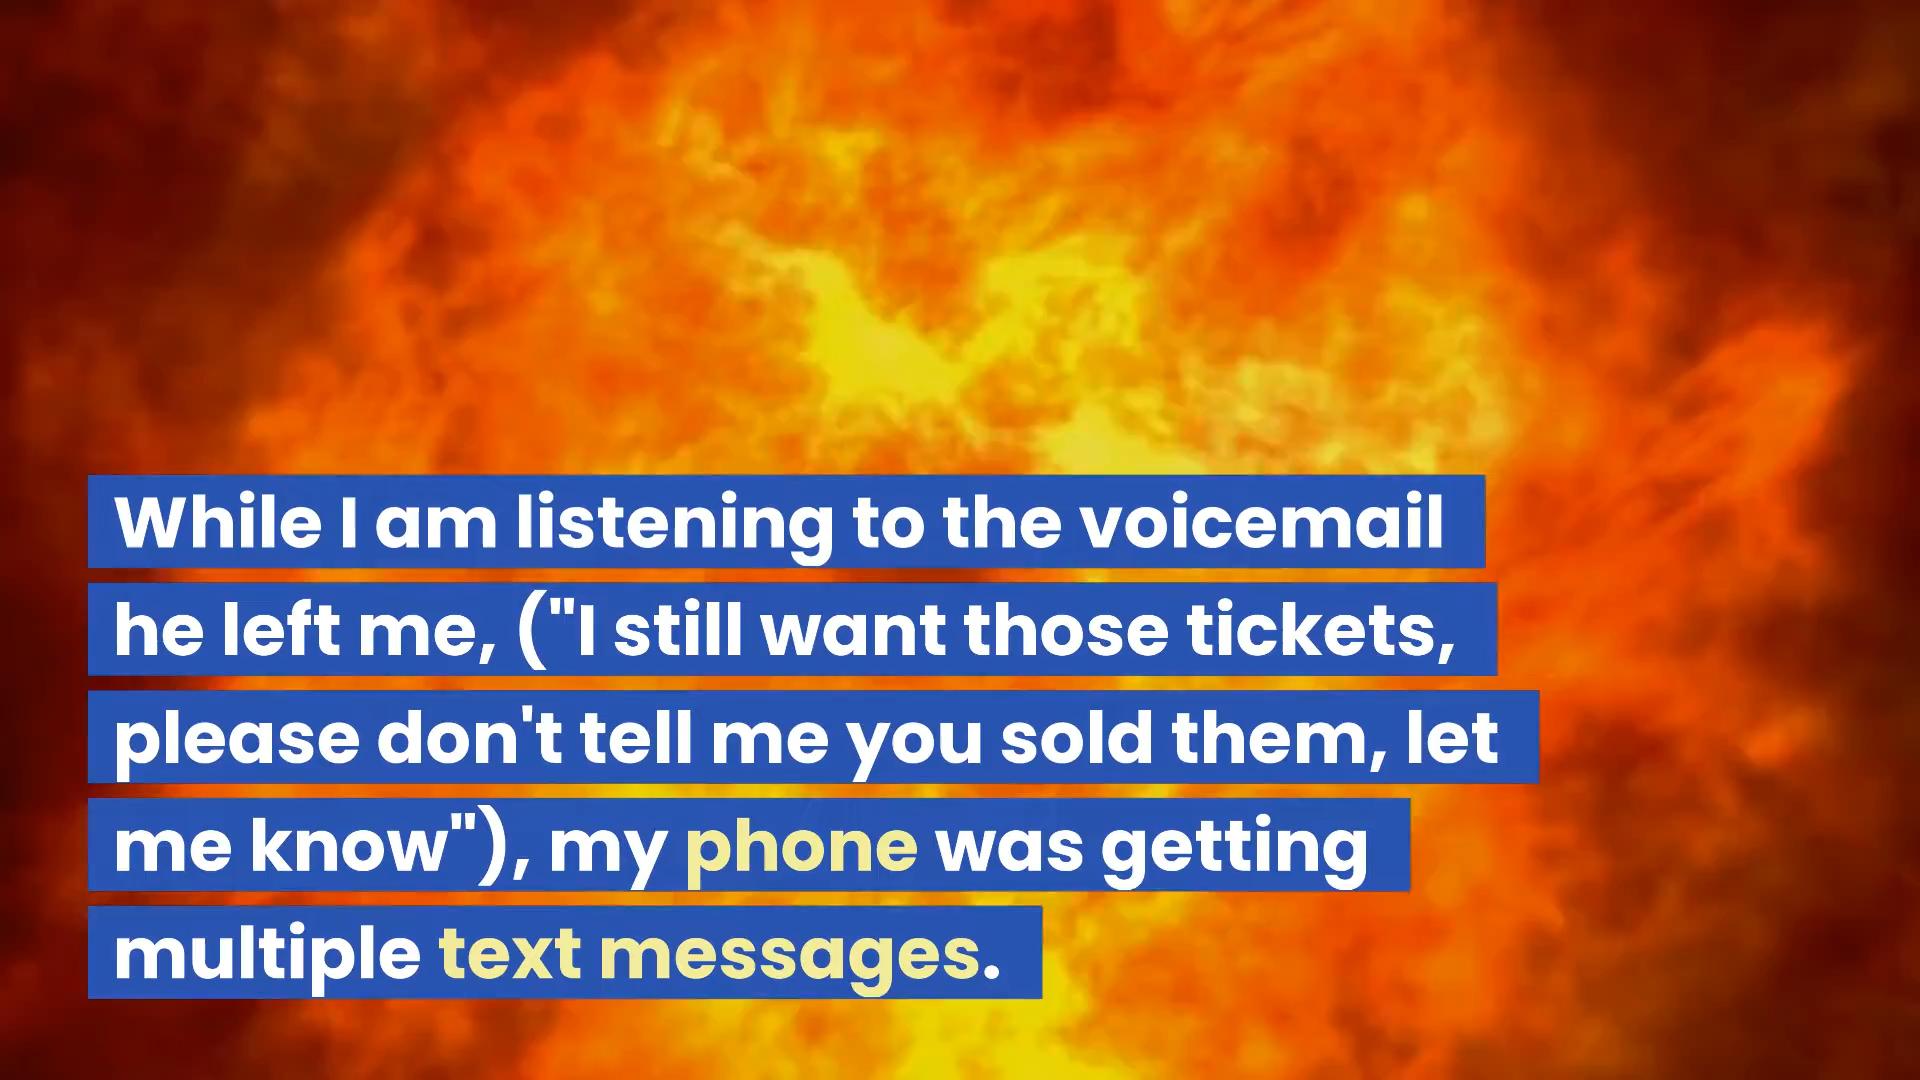 While I am listening to the voicemail
he left me, ("I still want those tickets,
please don't tell me you sold them, let
me know"), my phone was getting
multiple text messages.